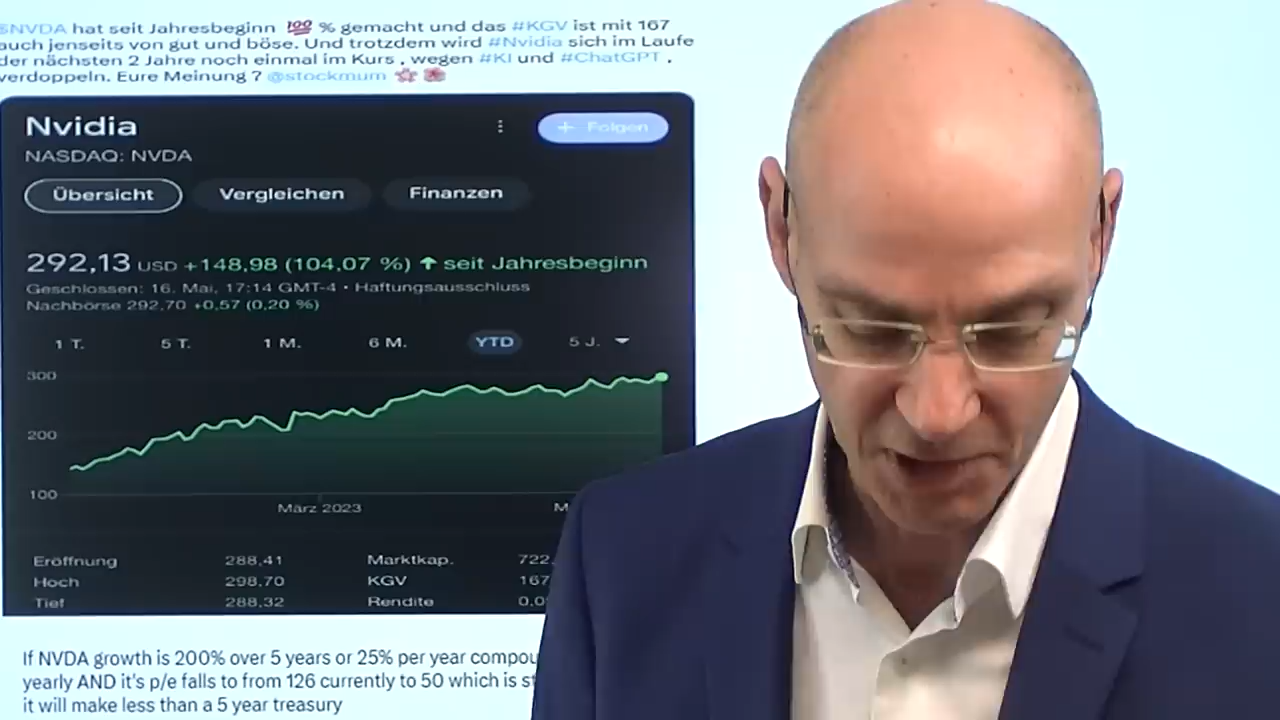 $NVDA hat seit Jahresbeginn 💯 % gemacht und das #KGV ist mit 167
auch jenseits von gut und böse. Und trotzdem wird #Nvidia sich im Laufe
der nächsten 2 Jahre noch einmal im Kurs , wegen #KI und #ChatGPT ,
verdoppeln. Eure Meinung ? @stockmum
Nvidia
+ Folgen
NASDAQ: NVDA
Übersicht Vergleichen Finanzen
292,13 USD +148,98 (104,07 %) ↑ seit Jahresbeginn
Geschlossen: 16. Mai, 17:14 GMT-4 • Haftungsausschluss
Nachbörse 292,70 +0,57 (0,20 %)
1 T. 5 T. 1 M. 6 M. YTD 5 J.
300
200
100
März 2023 M
Eröffnung 288,41 Marktkap. 722,
Hoch 298,70 KGV 167
Tief 288,32 Rendite 0,0
If NVDA growth is 200% over 5 years or 25% per year compou
yearly AND it's p/e falls to from 126 currently to 50 which is st
it will make less than a 5 year treasury